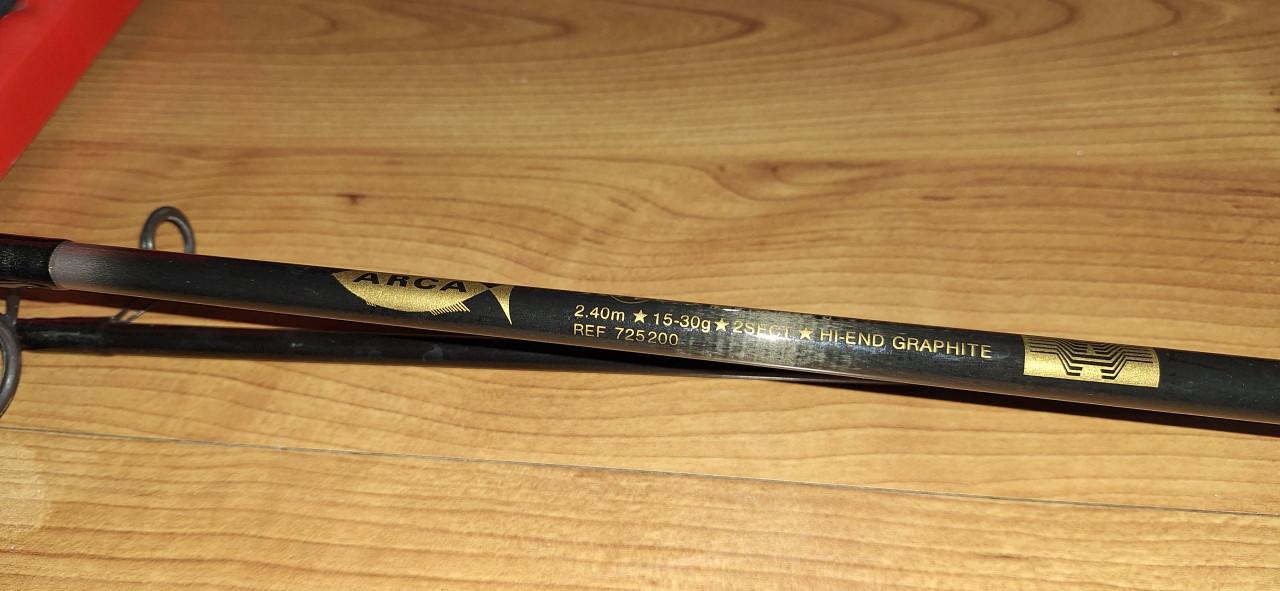 ARCA
2.40m ★ 15-30g ★ 2SECT ★ HI-END GRAPHITE
REF 725200